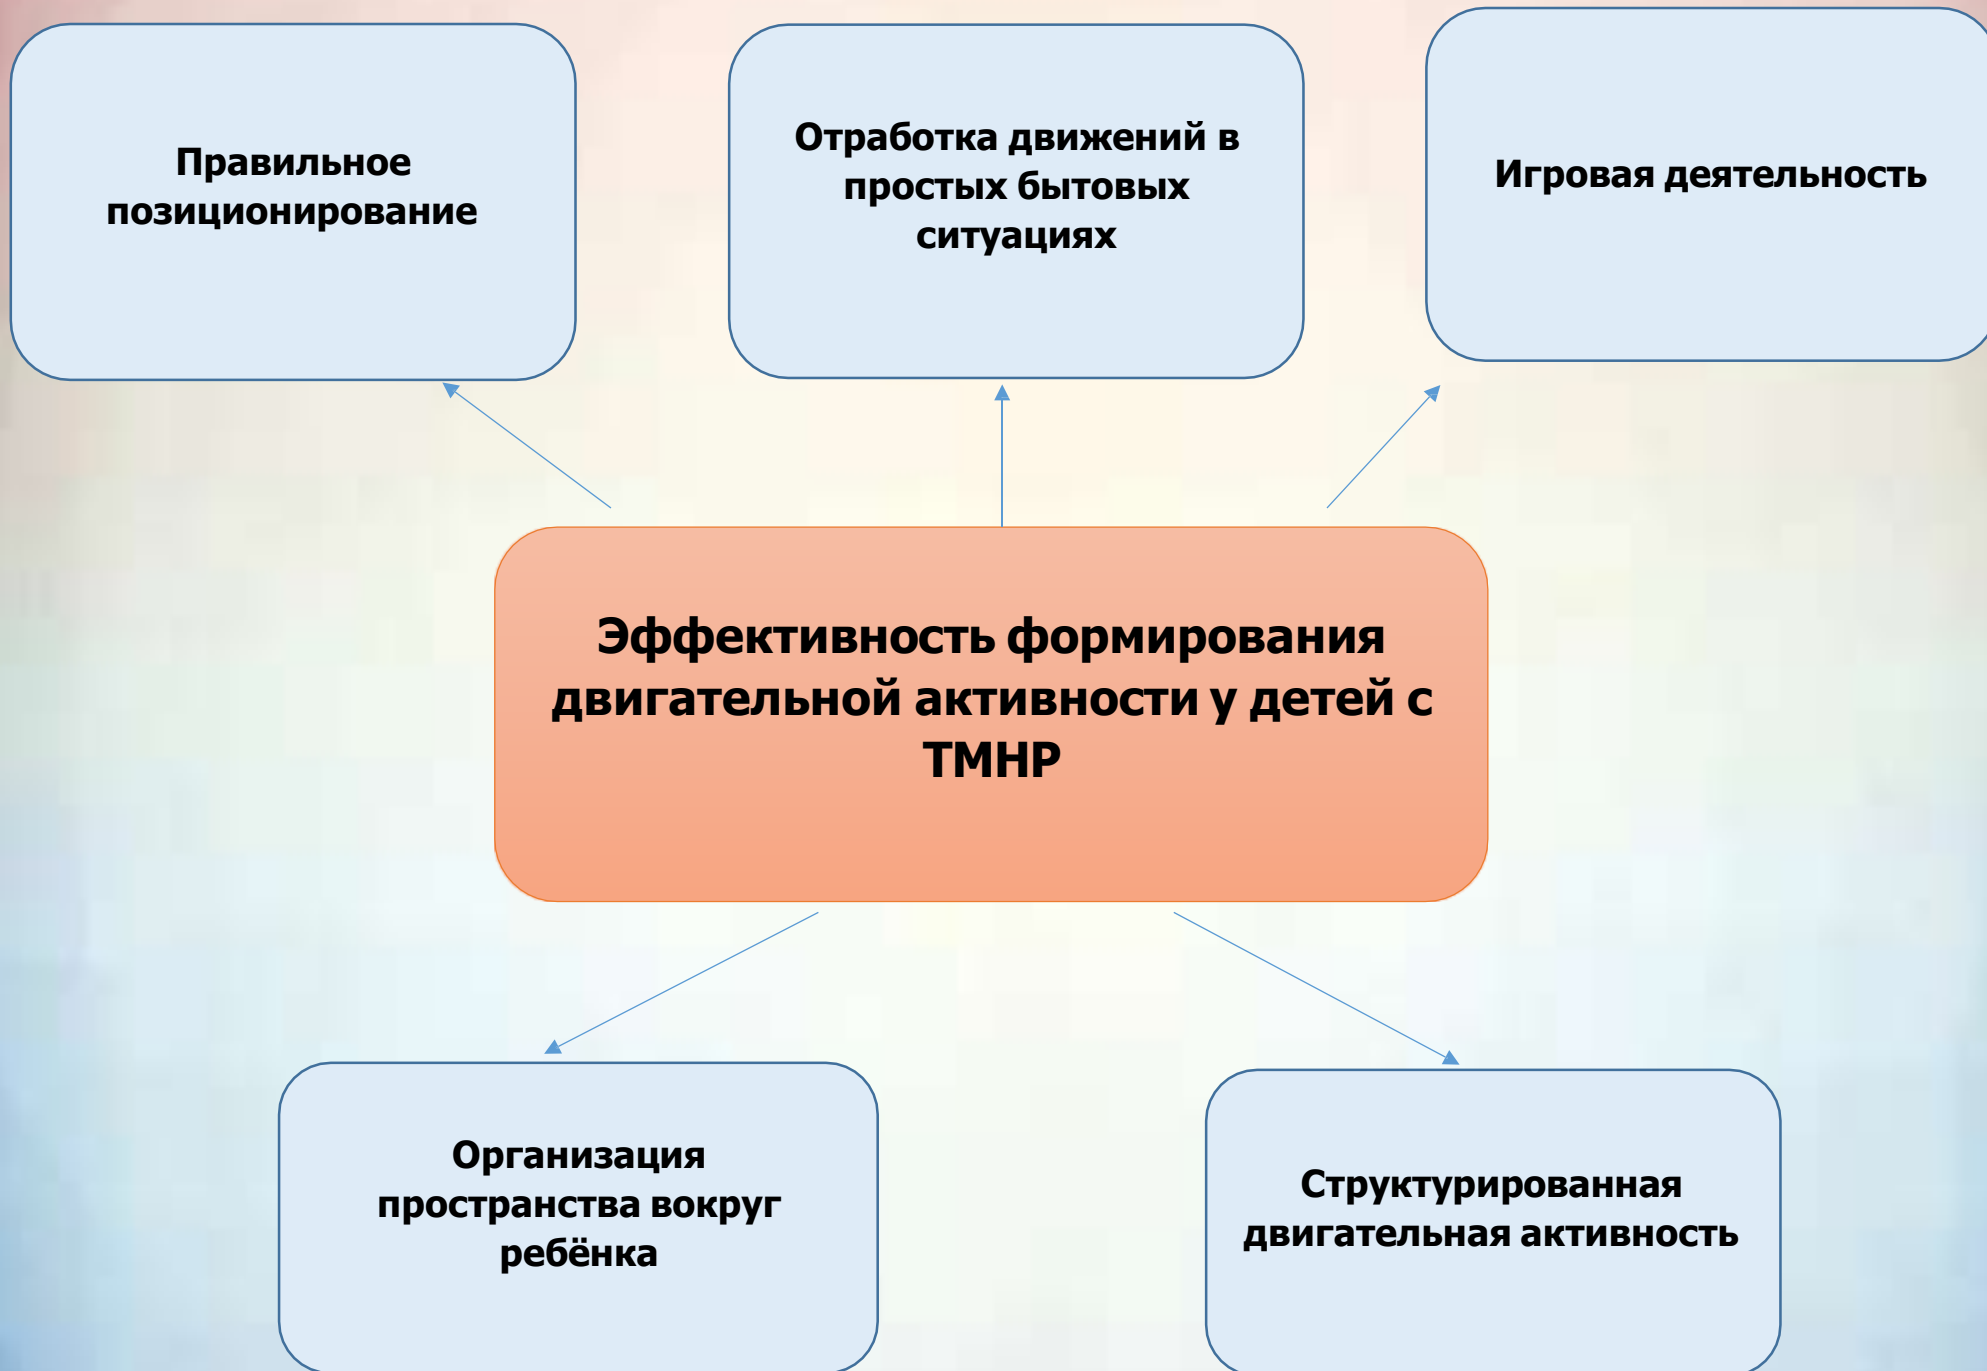 Правильное
позиционирование
Отработка движений в
простых бытовых
ситуациях
Игровая деятельность
Эффективность формирования
двигательной активности у детей с
ТМНР
Организация
пространства вокруг
ребёнка
Структурированная
двигательная активность